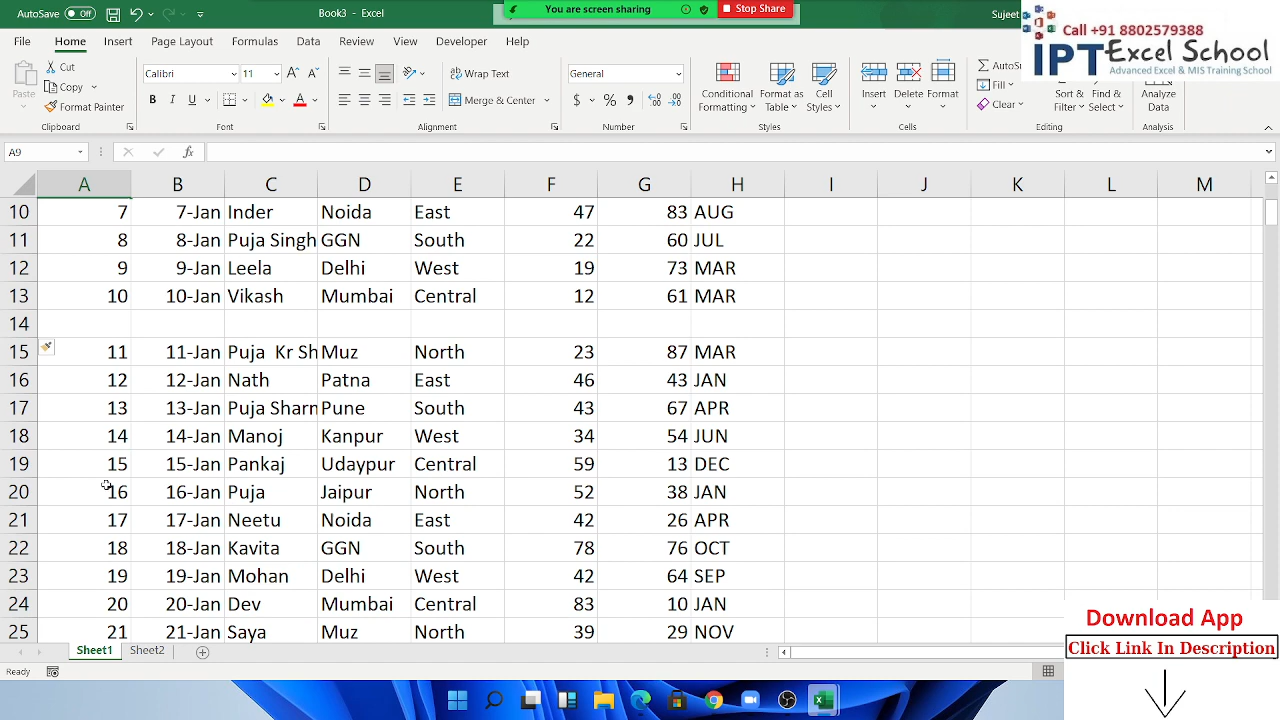 AutoSave Off Book3 - Excel You are screen sharing Stop Share Sujeet
File Home Insert Page Layout Formulas Data Review View Developer Help
Call +91 8802579388
IPT Excel School
Advanced Excel & MIS Training School
Paste Cut Copy Format Painter
Calibri 11 Wrap Text General
B I U Merge & Center $ % ,
Conditional Formatting Format as Table Cell Styles Insert Delete Format
AutoSu Fill Clear Sort & Filter Find & Select Analyze Data
Clipboard Font Alignment Number Styles Cells Editing Analysis
A9 fx
A B C D E F G H I J K L M
10 7 7-Jan Inder Noida East 47 83 AUG
11 8 8-Jan Puja Singh GGN South 22 60 JUL
12 9 9-Jan Leela Delhi West 19 73 MAR
13 10 10-Jan Vikash Mumbai Central 12 61 MAR
14
15 11 11-Jan Puja Kr Sh Muz North 23 87 MAR
16 12 12-Jan Nath Patna East 46 43 JAN
17 13 13-Jan Puja Sharn Pune South 43 67 APR
18 14 14-Jan Manoj Kanpur West 34 54 JUN
19 15 15-Jan Pankaj Udaypur Central 59 13 DEC
20 16 16-Jan Puja Jaipur North 52 38 JAN
21 17 17-Jan Neetu Noida East 42 26 APR
22 18 18-Jan Kavita GGN South 78 76 OCT
23 19 19-Jan Mohan Delhi West 42 64 SEP
24 20 20-Jan Dev Mumbai Central 83 10 JAN
25 21 21-Jan Saya Muz North 39 29 NOV
Sheet1 Sheet2
Ready
Download App
Click Link In Description